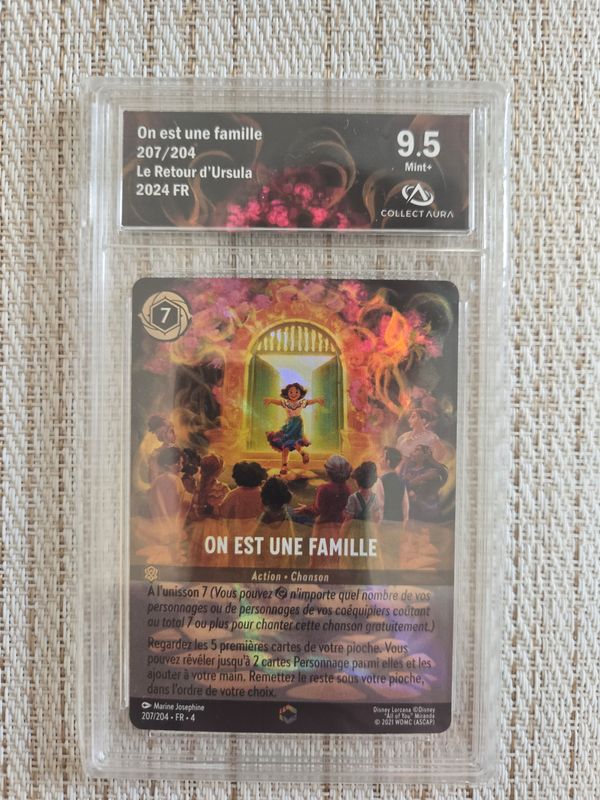 On est une famille
207/204
Le Retour d'Ursula
2024 FR
9.5
Mint+
COLLECT AURA
7
ON EST UNE FAMILLE
Action • Chanson
À l'unisson 7 (Vous pouvez n'importe quel nombre de vos
personnages ou de personnages de vos coéquipiers coûtant
au total 7 ou plus pour chanter cette chanson gratuitement.)
Regardez les 5 premières cartes de votre pioche. Vous
pouvez révéler jusqu'à 2 cartes Personnage parmi elles et les
ajouter à votre main. Remettez le reste sous votre pioche,
dans l'ordre de votre choix.
Marine Josephine
207/204 • FR • 4
Disney Lorcana ©Disney
"All of You" Miranda
© 2021 WDMC (ASCAP)